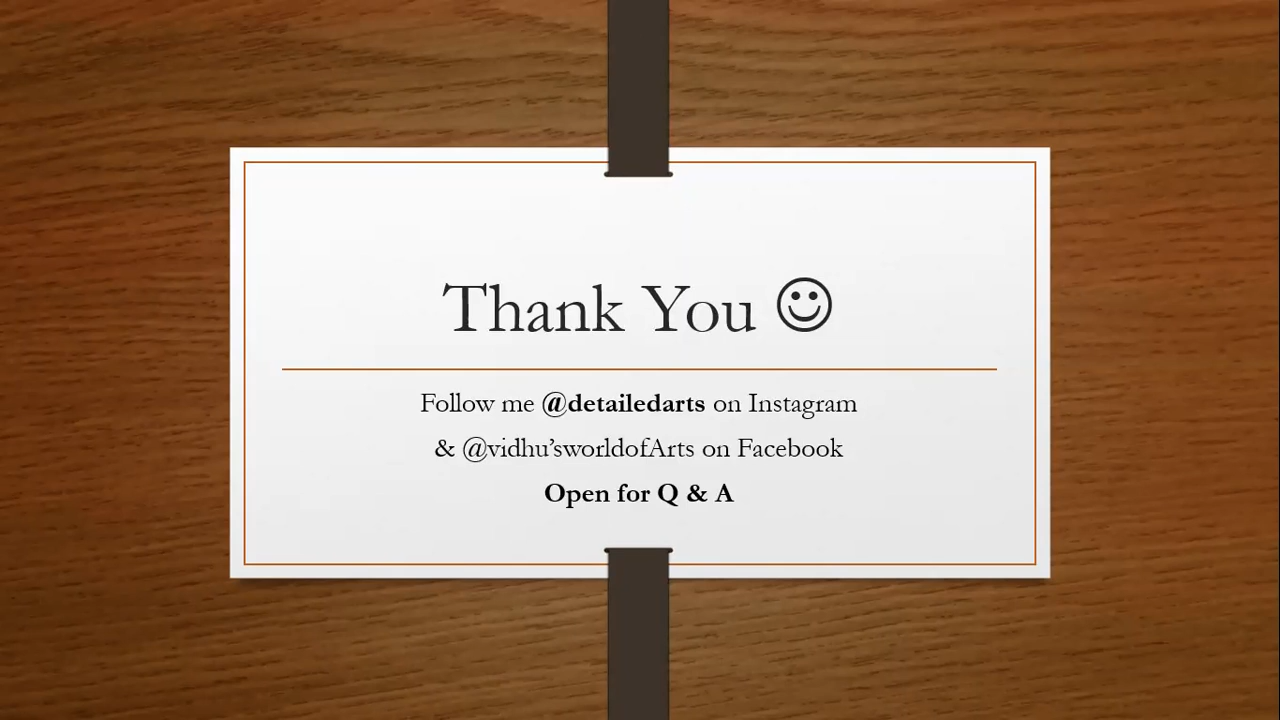 Thank You ☺
Follow me @detailedarts on Instagram
& @vidhu’sworldofArts on Facebook
Open for Q & A